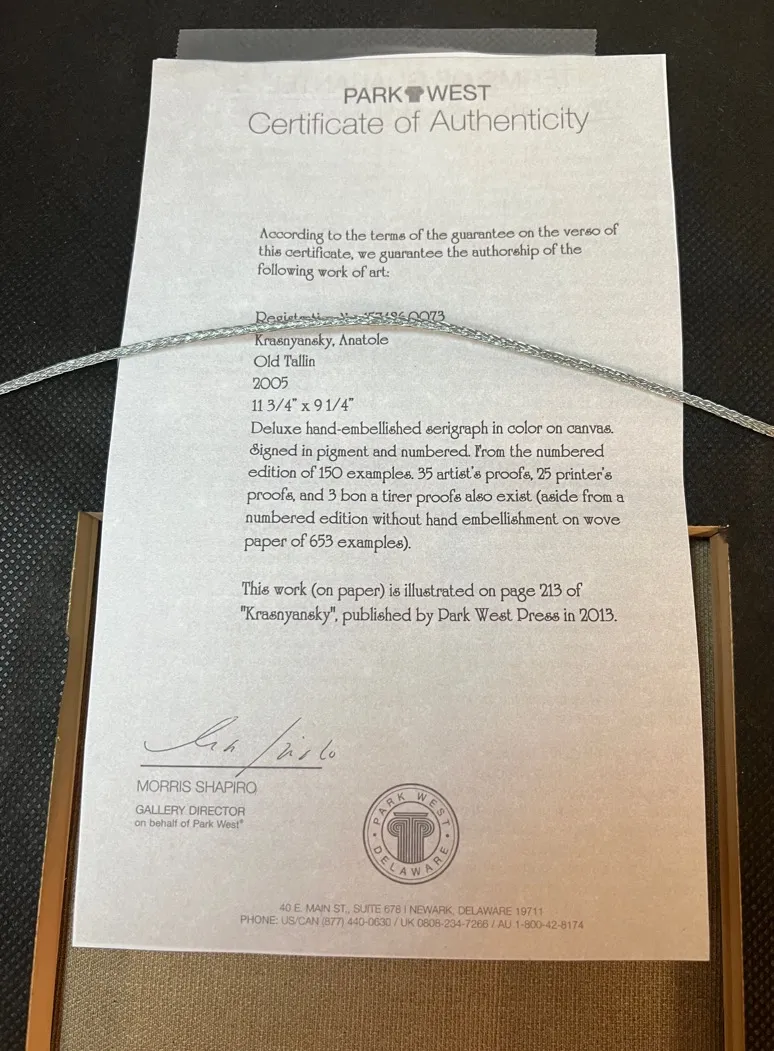 PARK WEST
Certificate of Authenticity
According to the terms of the guarantee on the verso of
this certificate, we guarantee the authorship of the
following work of art:
Krasnyansky, Anatole
Old Tallin
2005
11 3/4" x 9 1/4"
Deluxe hand-embellished serigraph in color on canvas.
Signed in pigment and numbered. From the numbered
edition of 150 examples. 35 artist's proofs, 25 printer's
proofs, and 3 bon a tirer proofs also exist (aside from a
numbered edition without hand embellishment on wove
paper of 653 examples).
This work (on paper) is illustrated on page 213 of
"Krasnyansky", published by Park West Press in 2013.
MORRIS SHAPIRO
GALLERY DIRECTOR
on behalf of Park West®
PARK WEST
DELAWARE
40 E. MAIN ST., SUITE 678 | NEWARK, DELAWARE 19711
PHONE: US/CAN (877) 440-0630 / UK 0808-234-7266 / AU 1-800-42-8174